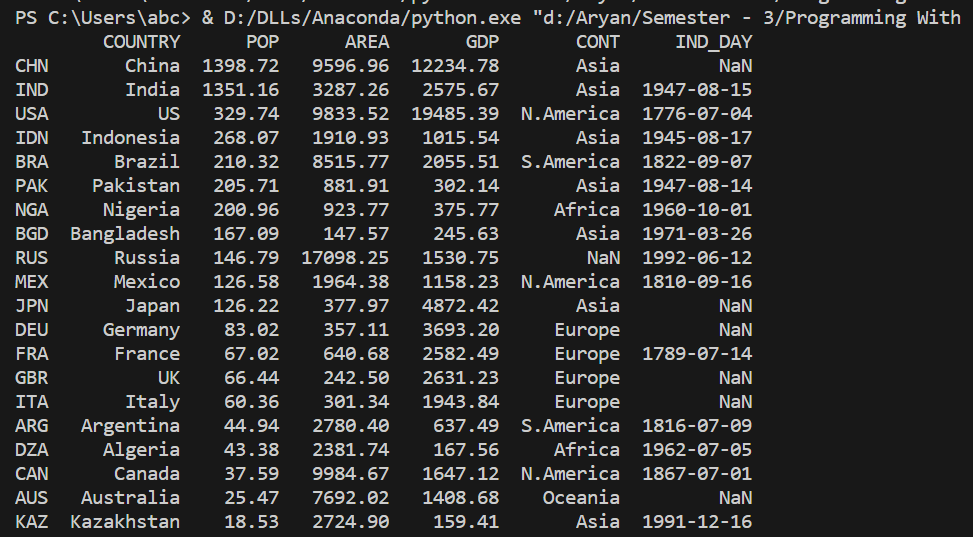 PS C:\Users\abc> & D:/DLLs/Anaconda/python.exe "d:/Aryan/Semester - 3/Programming With
COUNTRY POP AREA GDP CONT IND_DAY
CHN China 1398.72 9596.96 12234.78 Asia NaN
IND India 1351.16 3287.26 2575.67 Asia 1947-08-15
USA US 329.74 9833.52 19485.39 N.America 1776-07-04
IDN Indonesia 268.07 1910.93 1015.54 Asia 1945-08-17
BRA Brazil 210.32 8515.77 2055.51 S.America 1822-09-07
PAK Pakistan 205.71 881.91 302.14 Asia 1947-08-14
NGA Nigeria 200.96 923.77 375.77 Africa 1960-10-01
BGD Bangladesh 167.09 147.57 245.63 Asia 1971-03-26
RUS Russia 146.79 17098.25 1530.75 NaN 1992-06-12
MEX Mexico 126.58 1964.38 1158.23 N.America 1810-09-16
JPN Japan 126.22 377.97 4872.42 Asia NaN
DEU Germany 83.02 357.11 3693.20 Europe NaN
FRA France 67.02 640.68 2582.49 Europe 1789-07-14
GBR UK 66.44 242.50 2631.23 Europe NaN
ITA Italy 60.36 301.34 1943.84 Europe NaN
ARG Argentina 44.94 2780.40 637.49 S.America 1816-07-09
DZA Algeria 43.38 2381.74 167.56 Africa 1962-07-05
CAN Canada 37.59 9984.67 1647.12 N.America 1867-07-01
AUS Australia 25.47 7692.02 1408.68 Oceania NaN
KAZ Kazakhstan 18.53 2724.90 159.41 Asia 1991-12-16